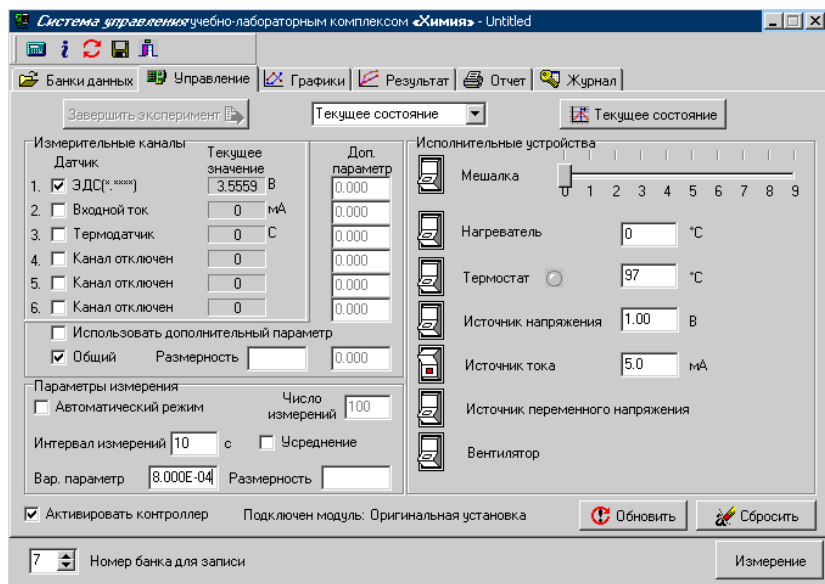 Система управления учебно-лабораторным комплексом «Химия» - Untitled
Банки данных Управление Графики Результат Отчет Журнал
Завершить эксперимент Текущее состояние Текущее состояние
Измерительные каналы
Датчик Текущее значение Доп. параметр
1. ЭДС(*.****) 3.5559 В 0.000
2. Входной ток 0 мА 0.000
3. Термодатчик 0 С 0.000
4. Канал отключен 0 0.000
5. Канал отключен 0 0.000
6. Канал отключен 0 0.000
Использовать дополнительный параметр
Общий Размерность 0.000
Параметры измерения
Автоматический режим Число измерений 100
Интервал измерений 10 с Усреднение
Вар. параметр 8.000E-04 Размерность
Исполнительные устройства
Мешалка 0 1 2 3 4 5 6 7 8 9
Нагреватель 0 °C
Термостат 97 °C
Источник напряжения 1.00 В
Источник тока 5.0 мА
Источник переменного напряжения
Вентилятор
Активировать контроллер Подключен модуль: Оригинальная установка Обновить Сбросить
7 Номер банка для записи Измерение